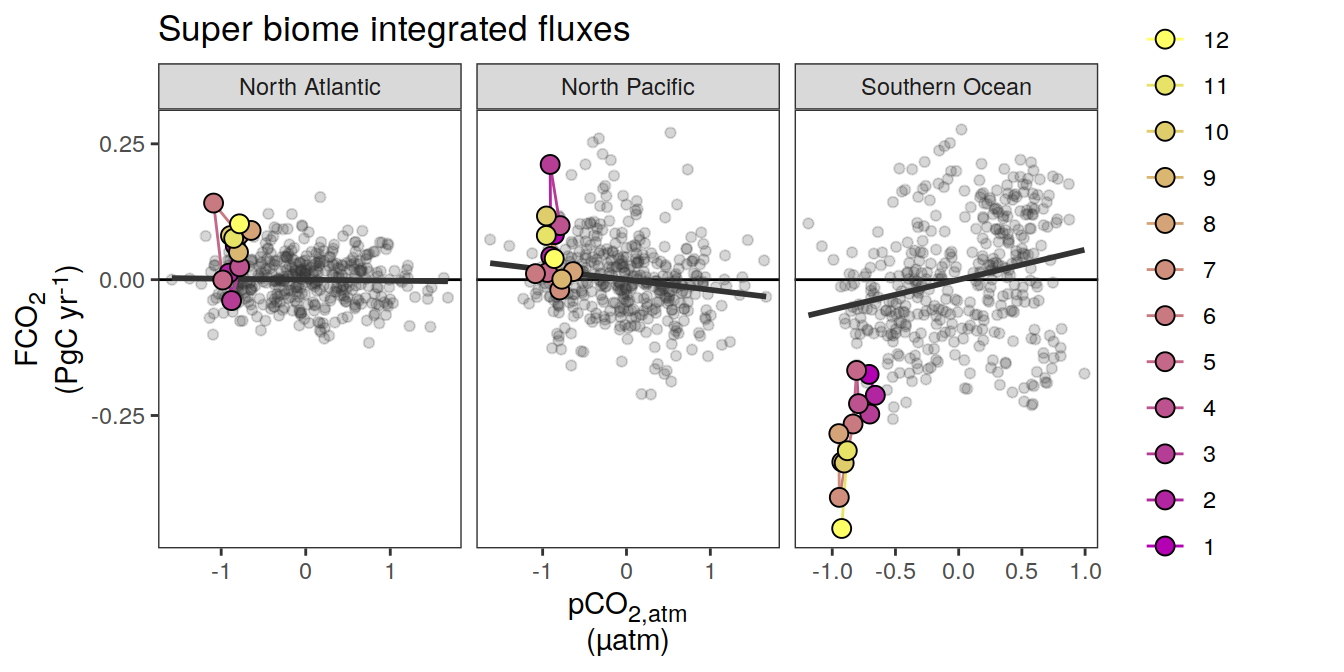 Super biome integrated fluxes
North Atlantic
North Pacific
Southern Ocean
FCO₂
(PgC yr⁻¹)
0.25
0.00
-0.25
-1 0 1
-1 0 1
-1.0 -0.5 0.0 0.5 1.0
pCO₂,ₐₜₘ
(µatm)
12
11
10
9
8
7
6
5
4
3
2
1